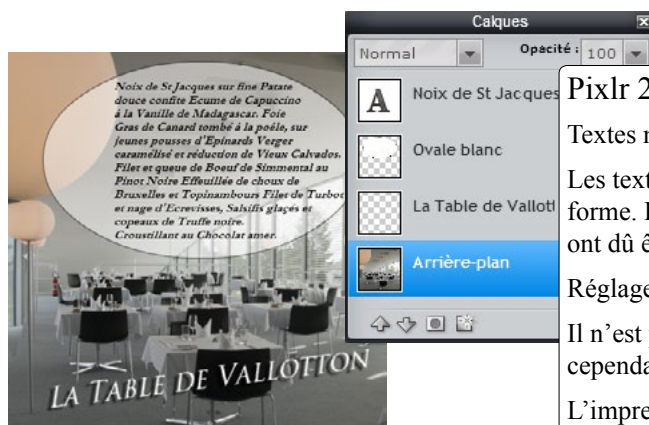 Noix de St Jacques sur fine Patate
douce confite Ecume de Capuccino
à la Vanille de Madagascar. Foie
Gras de Canard tombé à la poêle, sur
jeunes pousses d'Epinards Verger
caramélisé et réduction de Vieux Calvados.
Filet et queue de Boeuf de Simmental au
Pinot Noire Effeuillée de choux de
Bruxelles et Topinambours Filet de Turbot
et nage d'Ecrevisses, Salsifis glaçés et
copeaux de Truffe noire.
Croustillant au Chocolat amer.
LA TABLE DE VALLOTTON
Calques
Normal
Opacité : 100
A
Noix de St Jacques
Ovale blanc
La Table de Vallott
Arrière-plan
Pixlr 2
Textes
Les text
forme.
ont dû
Réglage
Il n'est
cependa
L'impre